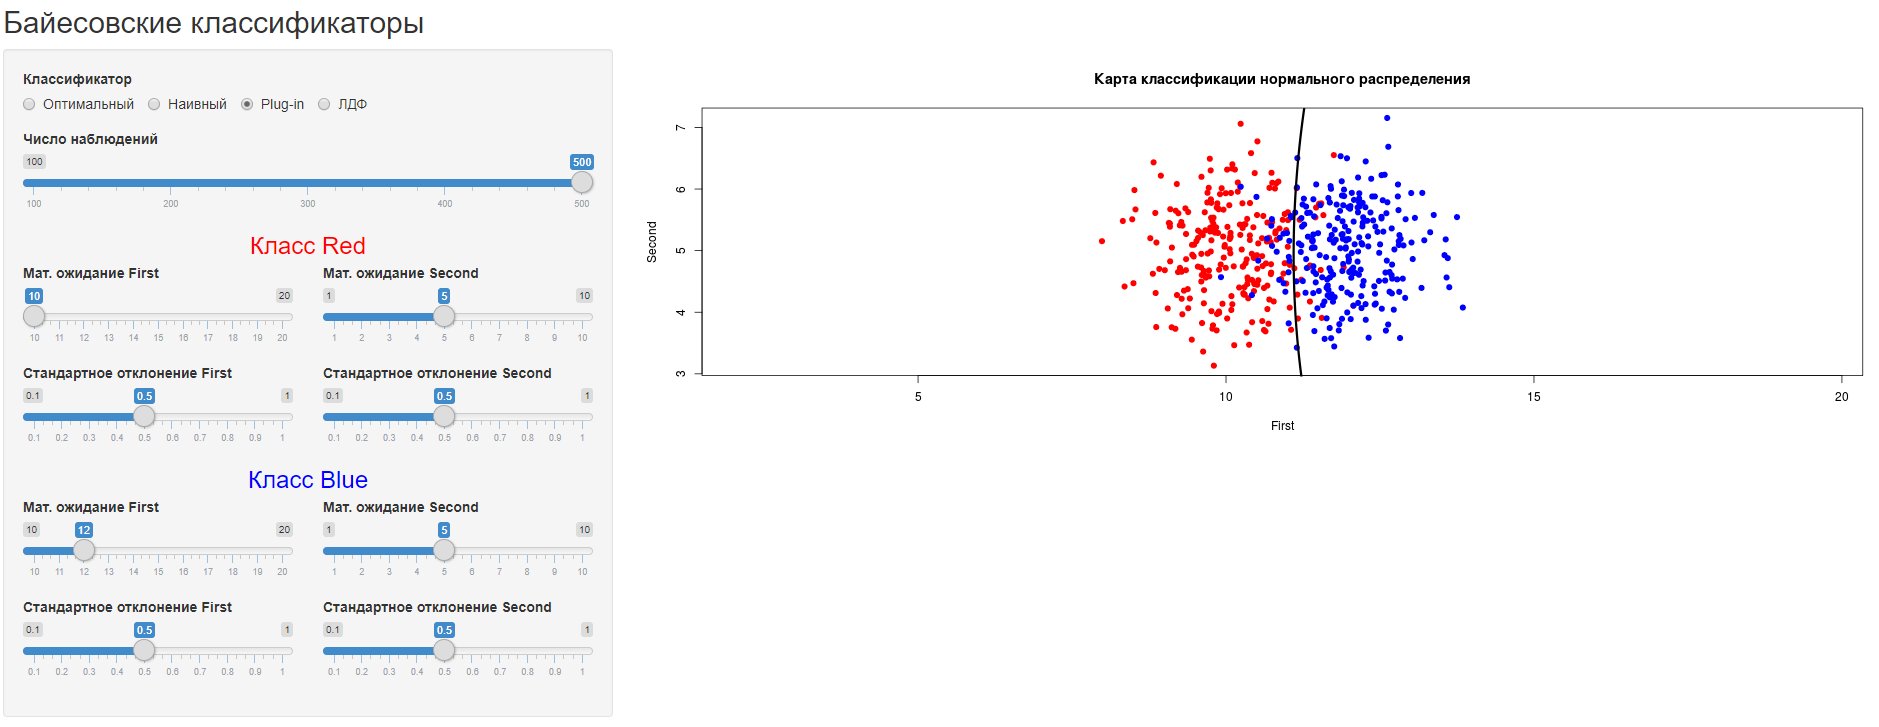 Байесовские классификаторы
Классификатор
Оптимальный Наивный Plug-in ЛДФ
Число наблюдений
100 500
100 200 300 400 500
Класс Red
Мат. ожидание First Мат. ожидание Second
10 20 1 5 10
10 11 12 13 14 15 16 17 18 19 20 1 2 3 4 5 6 7 8 9 10
Стандартное отклонение First Стандартное отклонение Second
0.1 0.5 1 0.1 0.5 1
0.1 0.2 0.3 0.4 0.5 0.6 0.7 0.8 0.9 1 0.1 0.2 0.3 0.4 0.5 0.6 0.7 0.8 0.9 1
Класс Blue
Мат. ожидание First Мат. ожидание Second
10 12 20 1 5 10
10 11 12 13 14 15 16 17 18 19 20 1 2 3 4 5 6 7 8 9 10
Стандартное отклонение First Стандартное отклонение Second
0.1 0.5 1 0.1 0.5 1
0.1 0.2 0.3 0.4 0.5 0.6 0.7 0.8 0.9 1 0.1 0.2 0.3 0.4 0.5 0.6 0.7 0.8 0.9 1
Карта классификации нормального распределения
7
6
5
4
3
Second
5 10 15 20
First